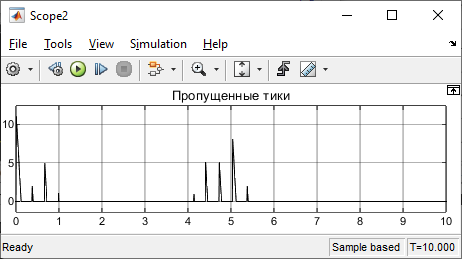 Scope2
File Tools View Simulation Help
Пропущенные тики
10
5
0
0 1 2 3 4 5 6 7 8 9 10
Ready Sample based T=10.000